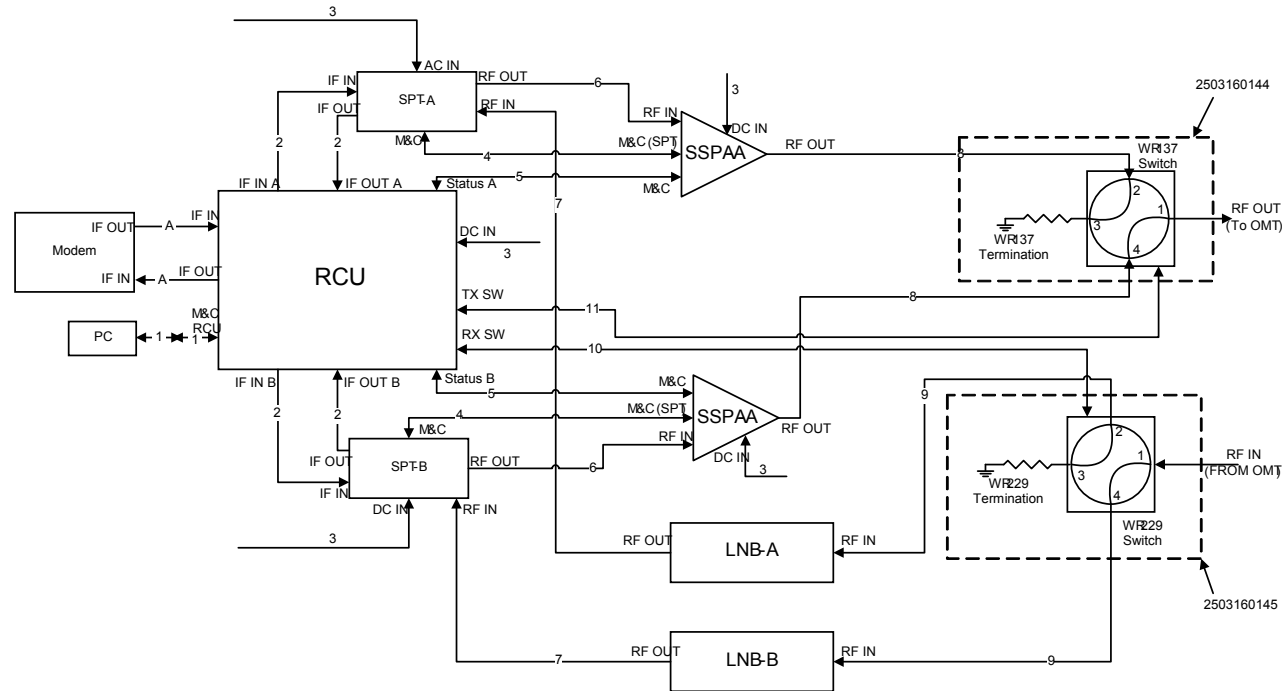 3
AC IN
IF IN
RF OUT
6
2503160144
SPT-A
IF OUT
RF IN
3
RF IN
DC IN
M&C
2
2
4
M&C (SPT)
SSPAA
RF OUT
8
WR137
Switch
IF IN A
IF OUT A
Status A
5
M&C
2
3
1
4
RF OUT
(To OMT)
WR137
Termination
7
IF IN
IF OUT
A
Modem
DC IN
3
IF IN
A
IF OUT
RCU
TX SW
11
8
M&C
RCU
PC
1
1
RX SW
10
IF IN B
IF OUT B
Status B
5
M&C
9
2
2
4
M&C (SPT)
SSPAA
RF OUT
M&C
RF IN
2
1
3
4
RF IN
(FROM OMT)
IF OUT
SPT-B
RF OUT
6
DC IN
3
WR229
Termination
IF IN
DC IN
RF IN
WR229
Switch
3
RF OUT
LNB-A
RF IN
2503160145
7
RF OUT
LNB-B
RF IN
9